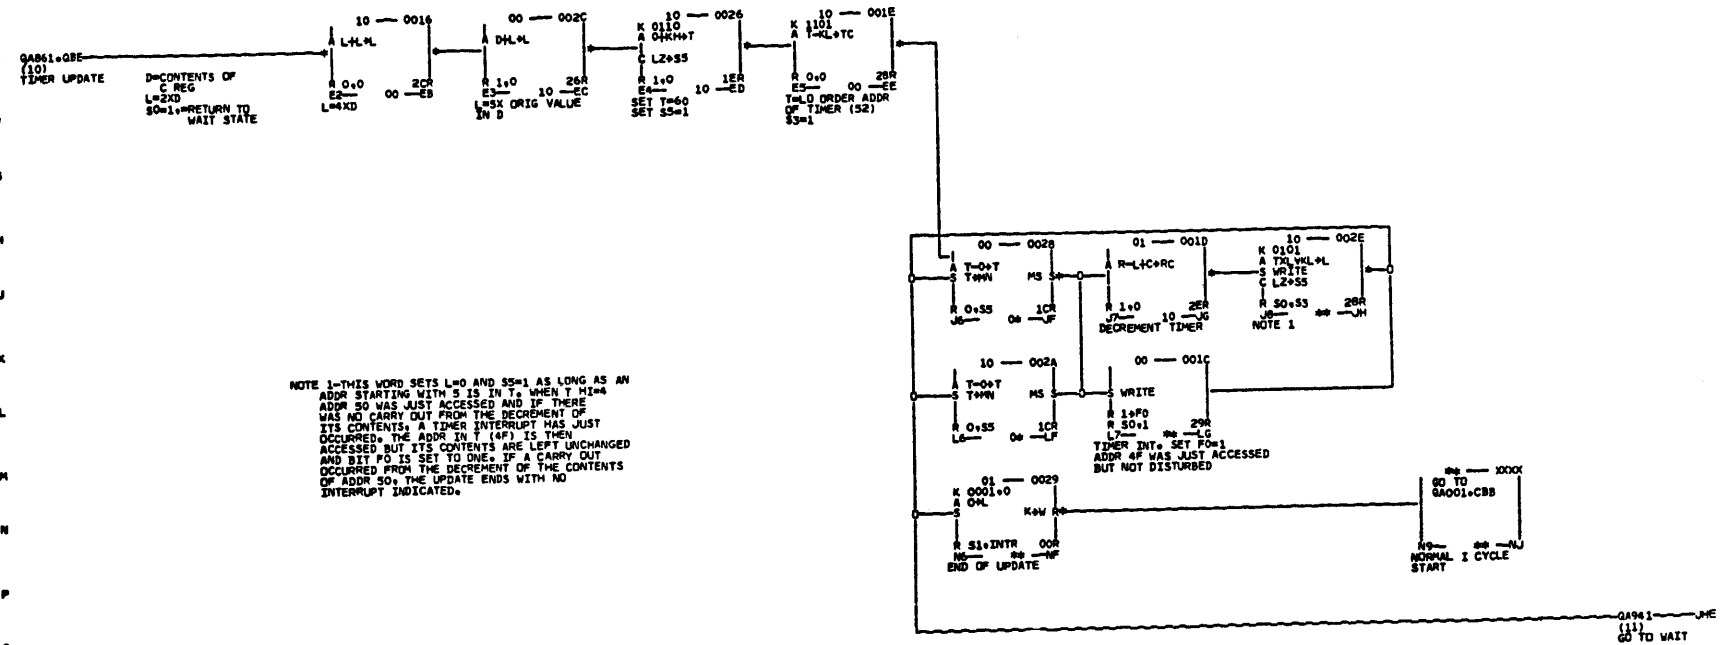 QA861.QBE
(10)
TIMER UPDATE
D=CONTENTS OF
C REG
L=2XD
S0=1,=RETURN TO
WAIT STATE
10 — 0016
A L+L→L
R 0,0 2CR
E2— 00 —EB
L=4XD
00 — 002C
A D+L→L
R 1,0 26R
E3— 10 —EC
L=5X ORIG VALUE
IN D
10 — 0026
K 0110
A 0+KH→T
C LZ→S5
R 1,0 1ER
E4— 10 —ED
SET T=60
SET S5=1
10 — 001E
K 1101
A T-KL→TC
R 0,0 28R
E5— 00 —EE
T=LO ORDER ADDR
OF TIMER (52)
S3=1
00 — 0028
A T-0→T
S T→MN MS S
R 0,S5 1CR
J6— 0* —JF
01 — 001D
A R-L+C→RC
R 1,0 2ER
J7— 10 —JG
DECREMENT TIMER
10 — 002E
K 0101
A TXLVKL→L
S WRITE
C LZ→S5
R S0,S3 28R
J8— ** —JH
NOTE 1
10 — 002A
A T-0→T
S T→MN MS S
R 0,S5 1CR
L6— 0* —LF
00 — 001C
S WRITE
R 1→F0
R S0,1 29R
L7— ** —LG
TIMER INT. SET F0=1
ADDR 4F WAS JUST ACCESSED
BUT NOT DISTURBED
NOTE 1-THIS WORD SETS L=0 AND S5=1 AS LONG AS AN
ADDR STARTING WITH 5 IS IN T. WHEN T HI=4
ADDR 50 WAS JUST ACCESSED AND IF THERE
WAS NO CARRY OUT FROM THE DECREMENT OF
ITS CONTENTS, A TIMER INTERRUPT HAS JUST
OCCURRED. THE ADDR IN T (4F) IS THEN
ACCESSED BUT ITS CONTENTS ARE LEFT UNCHANGED
AND BIT F0 IS SET TO ONE. IF A CARRY OUT
OCCURRED FROM THE DECREMENT OF THE CONTENTS
OF ADDR 50, THE UPDATE ENDS WITH NO
INTERRUPT INDICATED.
01 — 0029
K 0001,0
A 0→L
S K→W R
R S1,INTR 00R
N6— ** —NF
END OF UPDATE
** — XXXX
GO TO
QA001.CBB
N9— ** —NJ
NORMAL I CYCLE
START
QA941 — JHE
(11)
GO TO WAIT
J
K
L
M
N
P